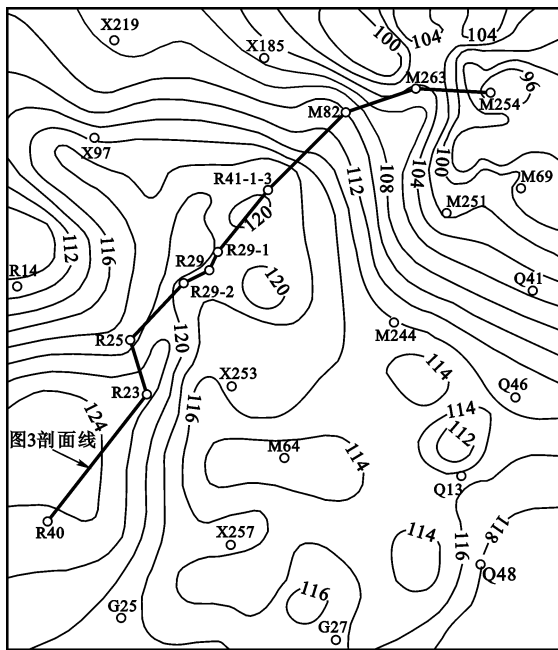 X219
X185
100
104
104
M263
96
M254
M82
X97
R41-1-3
112
108
104
100
M69
M251
120
112
116
R29
R29-1
R14
R29-2
120
Q41
R25
120
M244
114
X253
R23
116
Q46
124
114
112
图3剖面线
M64
114
Q13
R40
118
X257
114
116
Q48
G25
116
G27